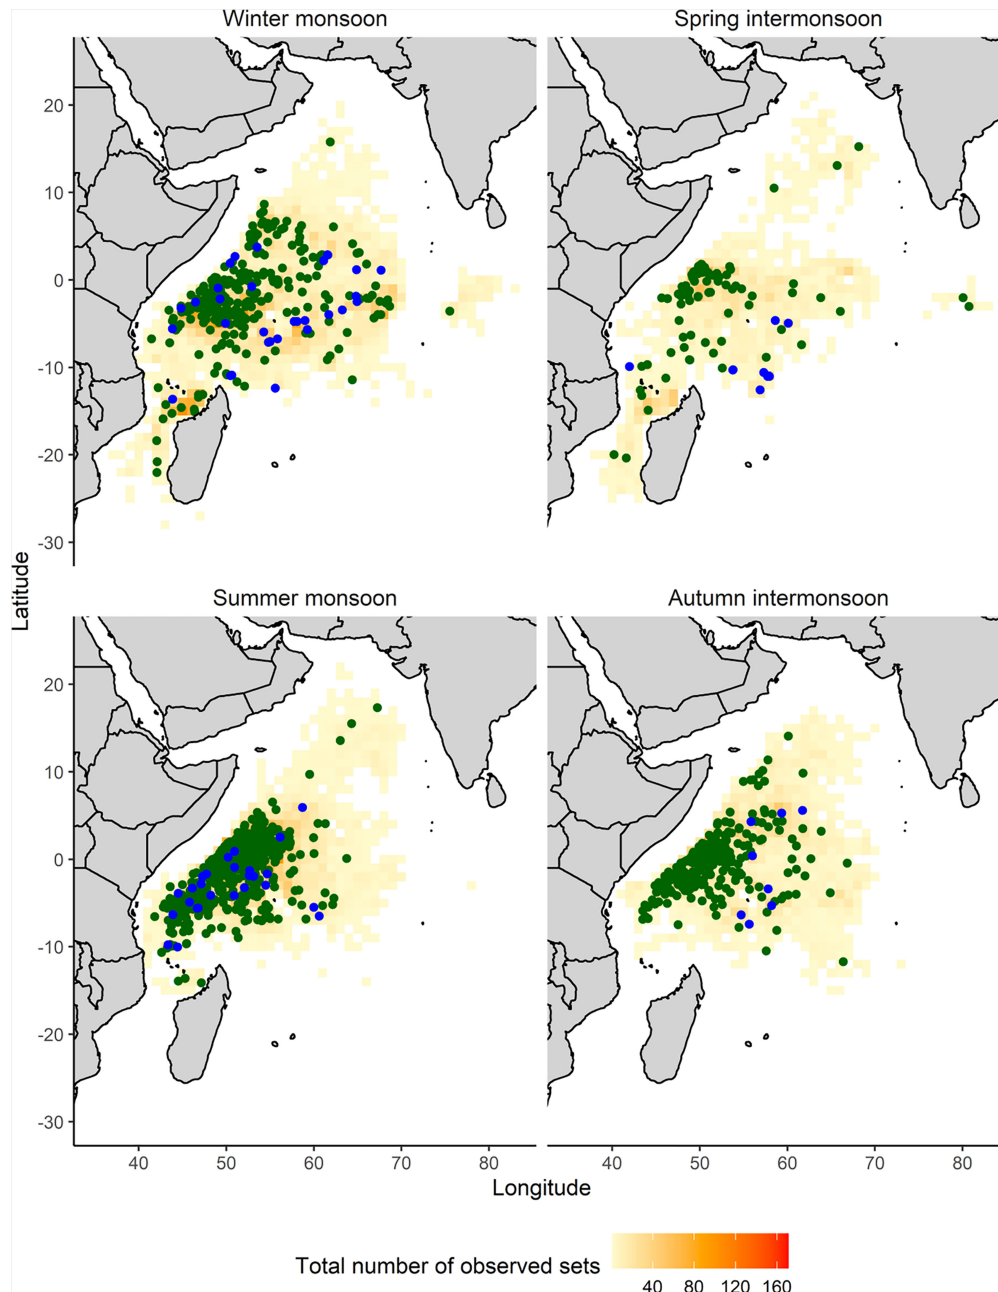 Winter monsoon
Spring intermonsoon
20
10
0
-10
-20
-30
Latitude
Summer monsoon
Autumn intermonsoon
20
10
0
-10
-20
-30
40 50 60 70 80
40 50 60 70 80
Longitude
Total number of observed sets
40 80 120 160